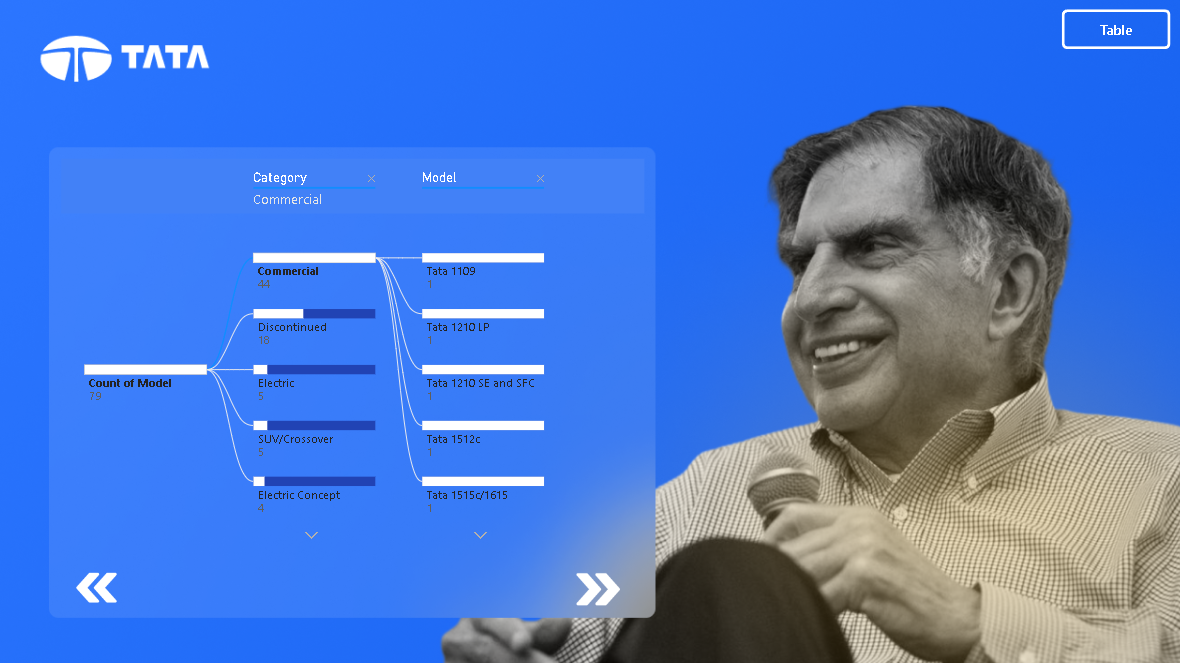 Table
TATA
Category
Model
Commercial
Commercial
44
Discontinued
18
Electric
5
SUV/Crossover
5
Electric Concept
4
Count of Model
79
Tata 1109
1
Tata 1210 LP
1
Tata 1210 SE and SFC
1
Tata 1512c
1
Tata 1515c/1615
1